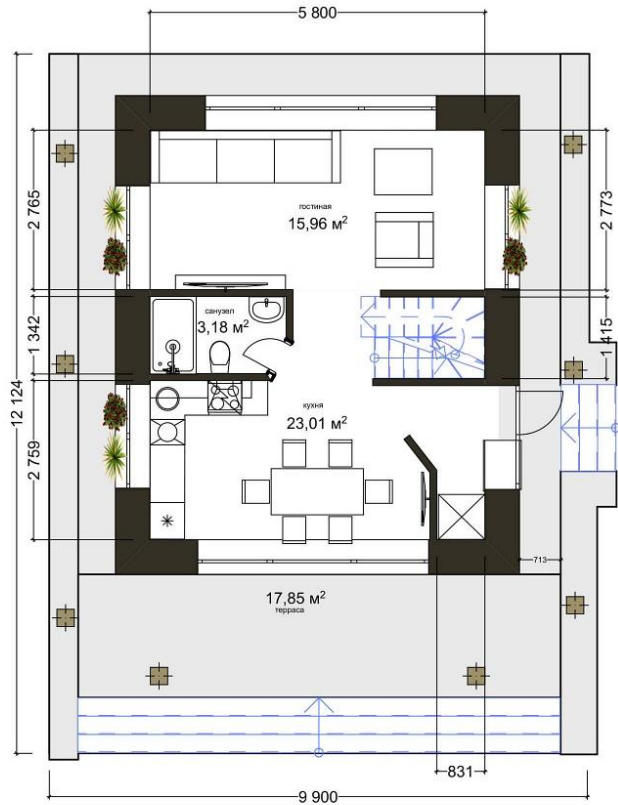 5 800
2 765
2 773
гостиная
15,96 м²
1 342
санузел
3,18 м²
1 415
12 124
2 759
кухня
23,01 м²
713
17,85 м²
терраса
831
9 900